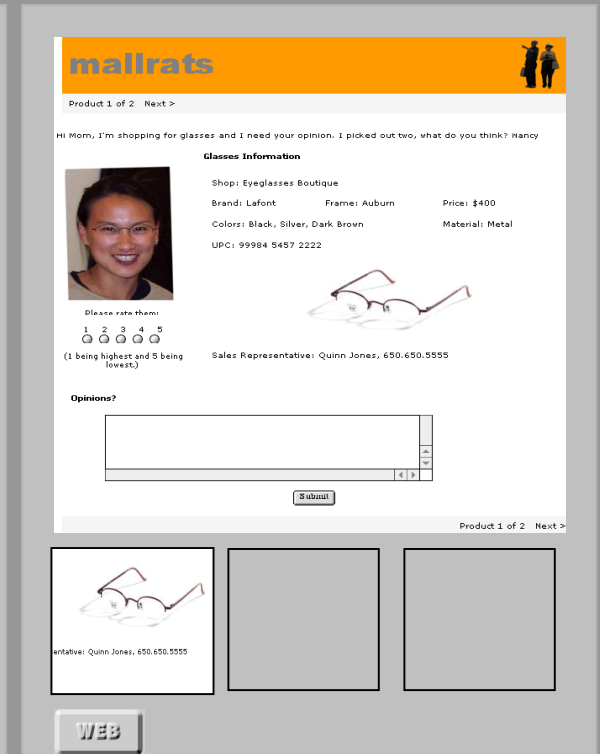 mallrats
Product 1 of 2   Next >
Hi Mom, I'm shopping for glasses and I need your opinion. I picked out two, what do you think? Nancy
Glasses Information
Shop: Eyeglasses Boutique
Brand: Lafont   Frame: Auburn   Price: $400
Colors: Black, Silver, Dark Brown   Material: Metal
UPC: 99984 5457 2222
Please rate them:
1 2 3 4 5
(1 being highest and 5 being
lowest.)
Sales Representative: Quinn Jones, 650.650.5555
Opinions?
Submit
Product 1 of 2   Next >
entative: Quinn Jones, 650.650.5555
WEB